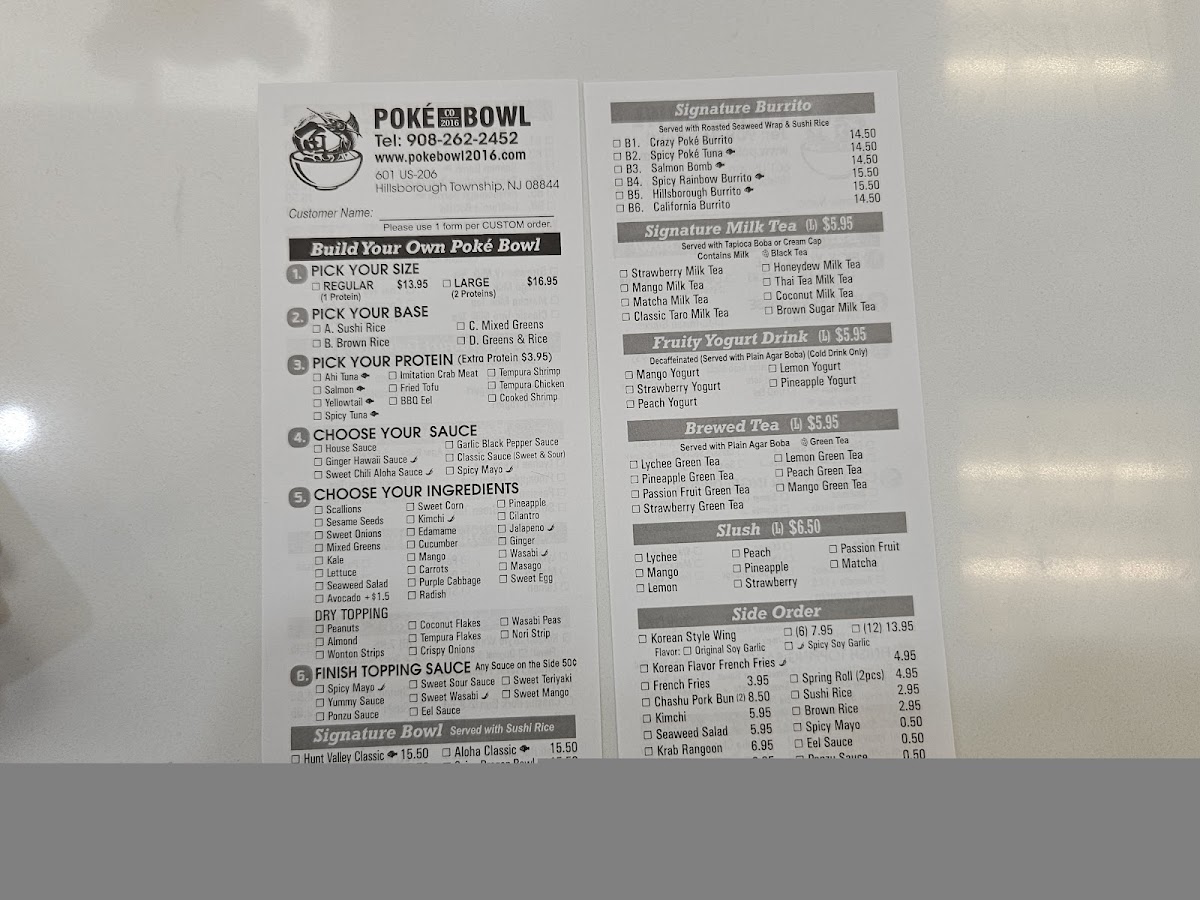 POKÉ CO 2016 BOWL
Tel: 908-262-2452
www.pokebowl2016.com
601 US-206
Hillsborough Township, NJ 08844
Customer Name:
Please use 1 form per CUSTOM order.
Build Your Own Poké Bowl
1. PICK YOUR SIZE
REGULAR $13.95 LARGE $16.95
(1 Protein) (2 Proteins)
2. PICK YOUR BASE
A. Sushi Rice C. Mixed Greens
B. Brown Rice D. Greens & Rice
3. PICK YOUR PROTEIN (Extra Protein $3.95)
Ahi Tuna Imitation Crab Meat Tempura Shrimp
Salmon Fried Tofu Tempura Chicken
Yellowtail BBQ Eel Cooked Shrimp
Spicy Tuna
4. CHOOSE YOUR SAUCE
House Sauce Garlic Black Pepper Sauce
Ginger Hawaii Sauce Classic Sauce (Sweet & Sour)
Sweet Chili Aloha Sauce Spicy Mayo
5. CHOOSE YOUR INGREDIENTS
Scallions Sweet Corn Pineapple
Sesame Seeds Kimchi Cilantro
Sweet Onions Edamame Jalapeno
Mixed Greens Cucumber Ginger
Kale Mango Wasabi
Lettuce Carrots Masago
Seaweed Salad Purple Cabbage Sweet Egg
Avocado +$1.5 Radish
DRY TOPPING
Peanuts Coconut Flakes Wasabi Peas
Almond Tempura Flakes Nori Strip
Wonton Strips Crispy Onions
6. FINISH TOPPING SAUCE Any Sauce on the Side 50¢
Spicy Mayo Sweet Sour Sauce Sweet Teriyaki
Yummy Sauce Sweet Wasabi Sweet Mango
Ponzu Sauce Eel Sauce
Signature Bowl Served with Sushi Rice
Hunt Valley Classic 15.50 Aloha Classic 15.50
Signature Burrito
Served with Roasted Seaweed Wrap & Sushi Rice
B1. Crazy Poké Burrito 14.50
B2. Spicy Poké Tuna 14.50
B3. Salmon Bomb 14.50
B4. Spicy Rainbow Burrito 15.50
B5. Hillsborough Burrito 15.50
B6. California Burrito 14.50
Signature Milk Tea (L) $5.95
Served with Tapioca Boba or Cream Cap
Contains Milk Black Tea
Strawberry Milk Tea Honeydew Milk Tea
Mango Milk Tea Thai Tea Milk Tea
Matcha Milk Tea Coconut Milk Tea
Classic Taro Milk Tea Brown Sugar Milk Tea
Fruity Yogurt Drink (L) $5.95
Decaffeinated (Served with Plain Agar Boba) (Cold Drink Only)
Mango Yogurt Lemon Yogurt
Strawberry Yogurt Pineapple Yogurt
Peach Yogurt
Brewed Tea (L) $5.95
Served with Plain Agar Boba Green Tea
Lychee Green Tea Lemon Green Tea
Pineapple Green Tea Peach Green Tea
Passion Fruit Green Tea Mango Green Tea
Strawberry Green Tea
Slush (L) $6.50
Lychee Peach Passion Fruit
Mango Pineapple Matcha
Lemon Strawberry
Side Order
Korean Style Wing (6) 7.95 (12) 13.95
Flavor: Original Soy Garlic Spicy Soy Garlic
Korean Flavor French Fries 4.95
French Fries 3.95 Spring Roll (2pcs) 4.95
Chashu Pork Bun (2) 8.50 Sushi Rice 2.95
Kimchi 5.95 Brown Rice 2.95
Seaweed Salad 5.95 Spicy Mayo 0.50
Krab Rangoon 6.95 Eel Sauce 0.50
Ponzu Sauce 0.50